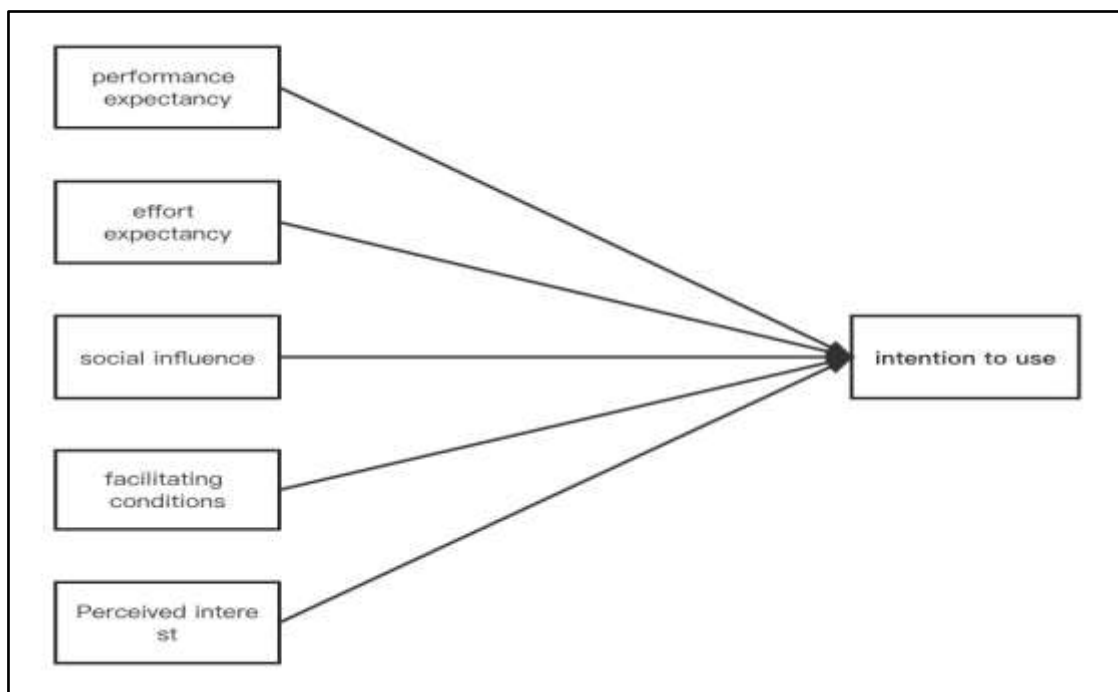 performance
expectancy
effort
expectancy
social influence
intention to use
facilitating
conditions
Perceived intere
st